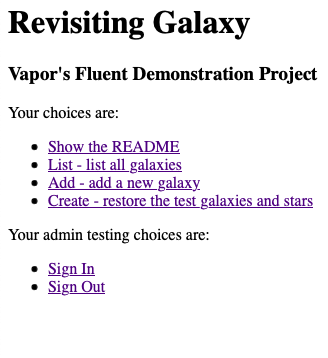 Revisiting Galaxy
Vapor's Fluent Demonstration Project
Your choices are:
Show the README
List - list all galaxies
Add - add a new galaxy
Create - restore the test galaxies and stars
Your admin testing choices are:
Sign In
Sign Out